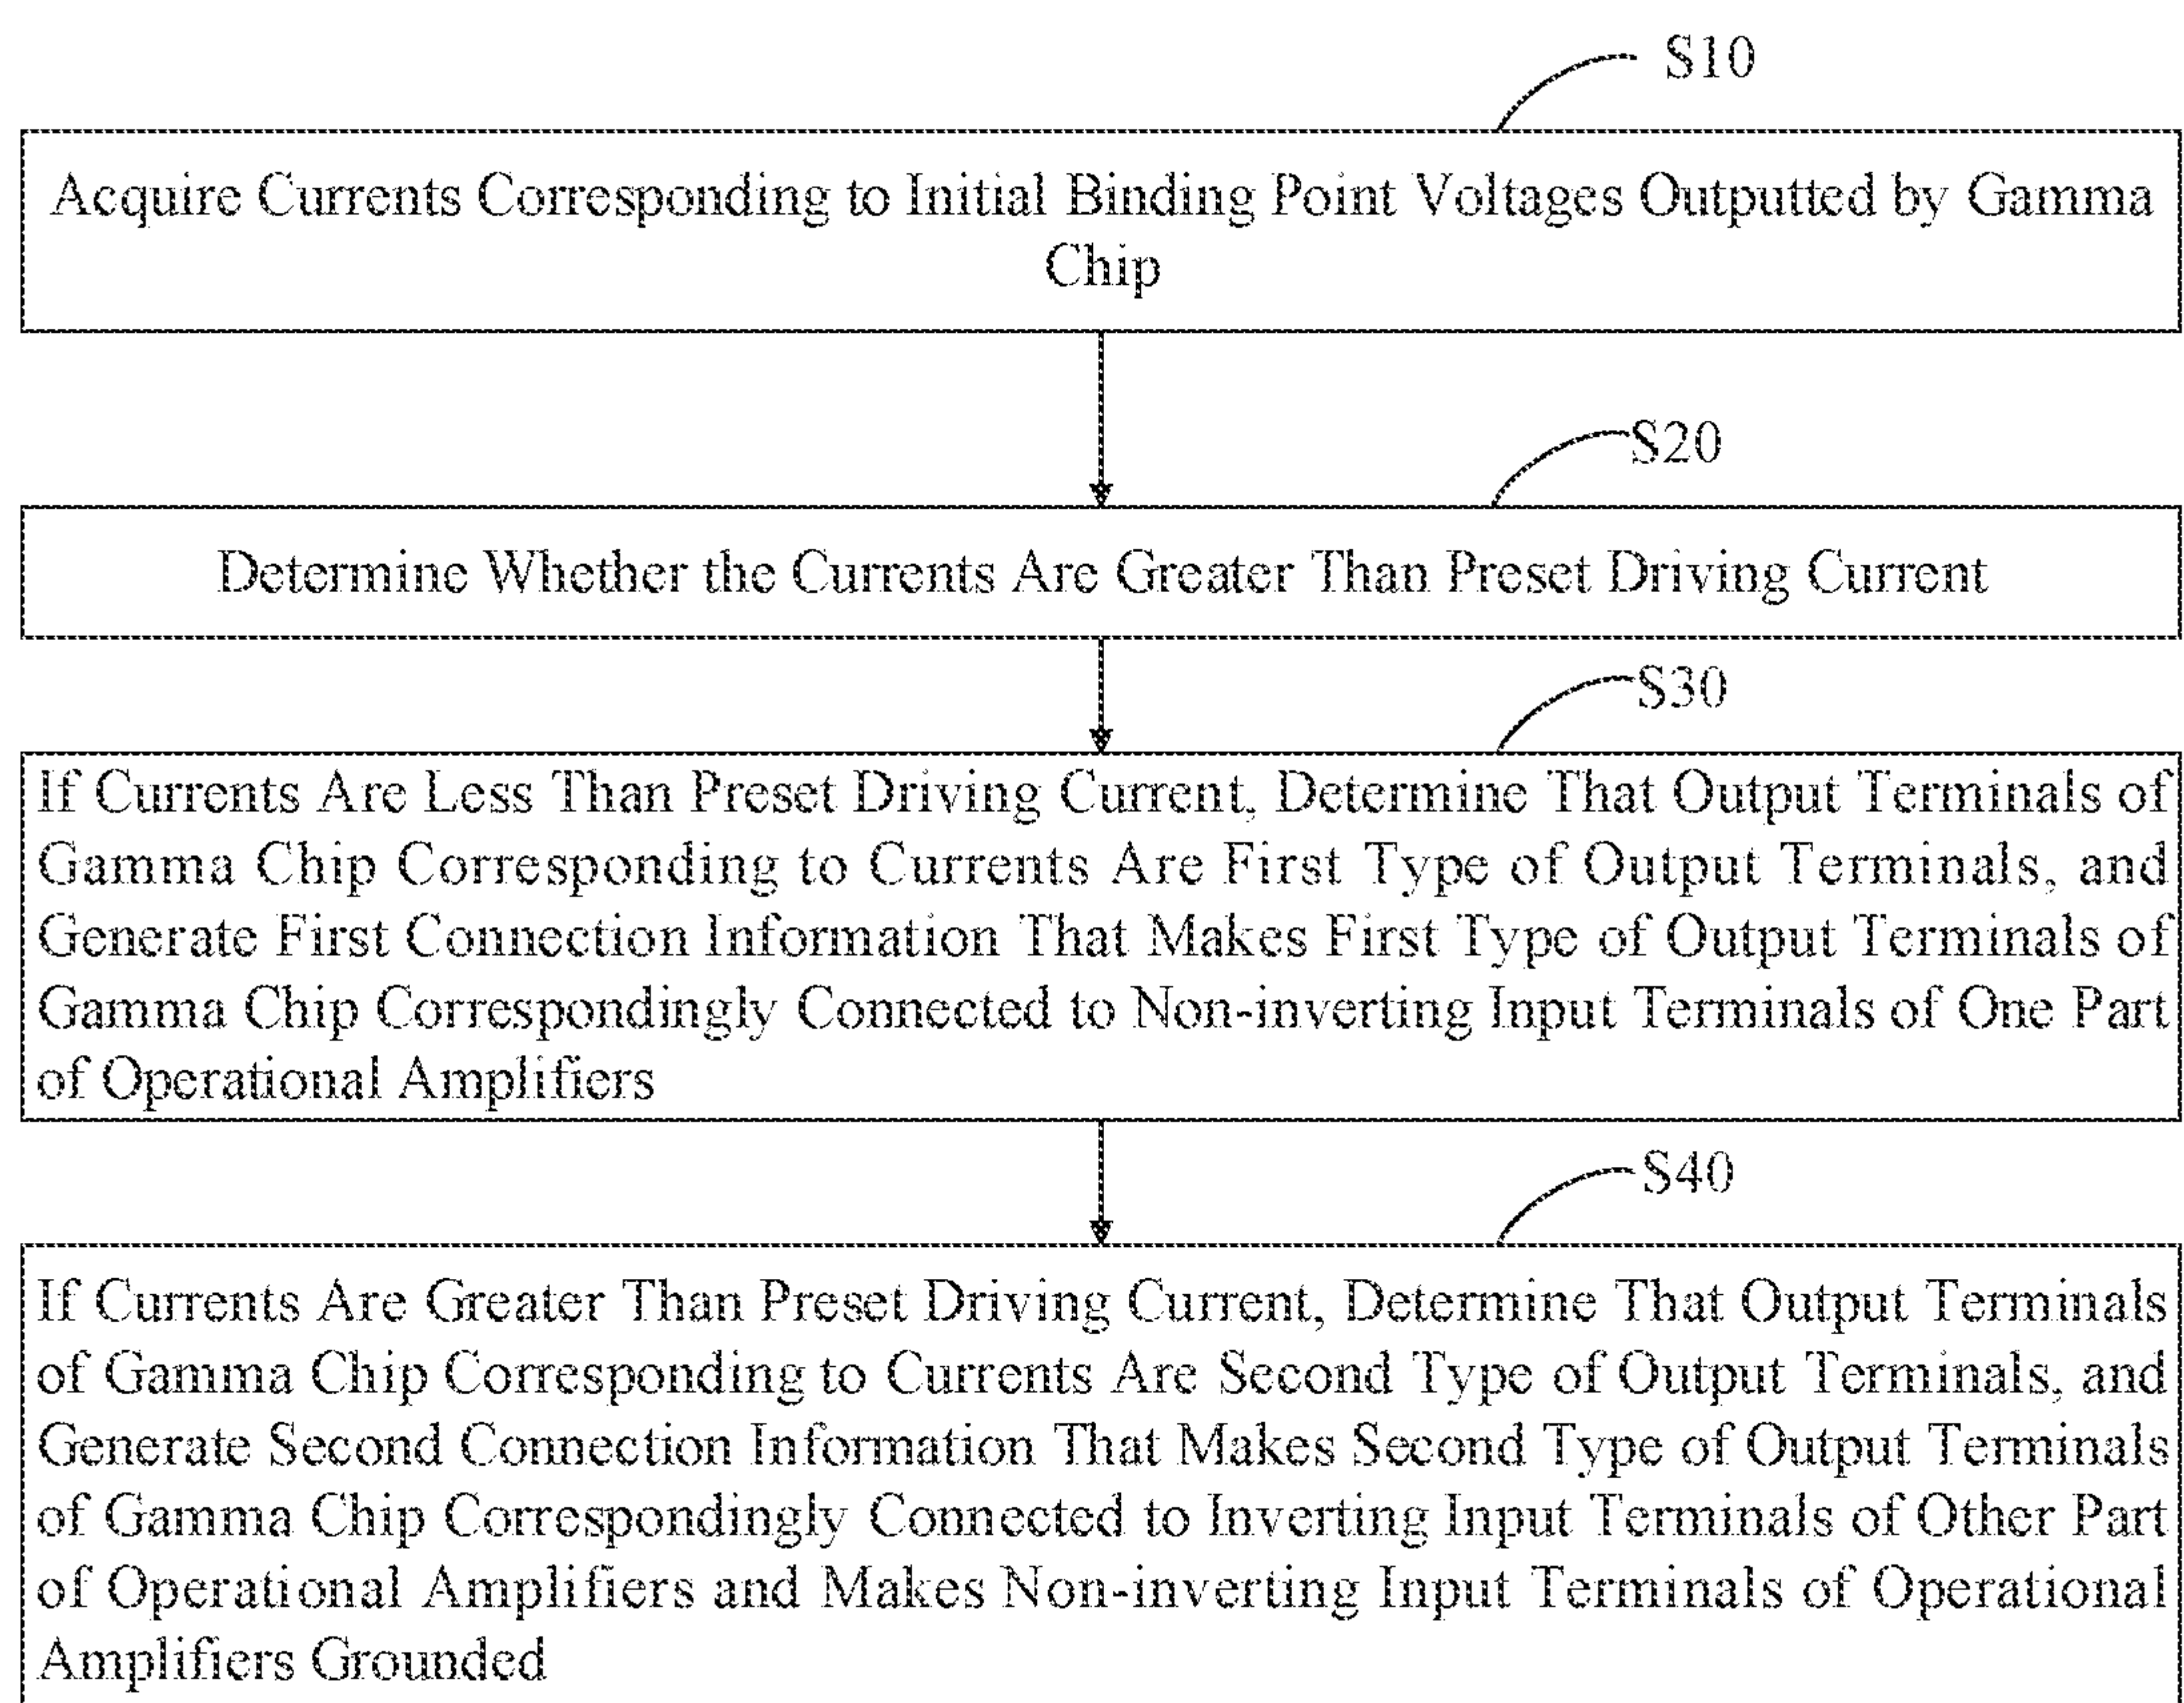 S10
Acquire Currents Corresponding to Initial Binding Point Voltages Outputted by Gamma
Chip
S20
Determine Whether the Currents Are Greater Than Preset Driving Current
S30
If Currents Are Less Than Preset Driving Current, Determine That Output Terminals of
Gamma Chip Corresponding to Currents Are First Type of Output Terminals, and
Generate First Connection Information That Makes First Type of Output Terminals of
Gamma Chip Correspondingly Connected to Non-inverting Input Terminals of One Part
of Operational Amplifiers
S40
If Currents Are Greater Than Preset Driving Current, Determine That Output Terminals
of Gamma Chip Corresponding to Currents Are Second Type of Output Terminals, and
Generate Second Connection Information That Makes Second Type of Output Terminals
of Gamma Chip Correspondingly Connected to Inverting Input Terminals of Other Part
of Operational Amplifiers and Makes Non-inverting Input Terminals of Operational
Amplifiers Grounded